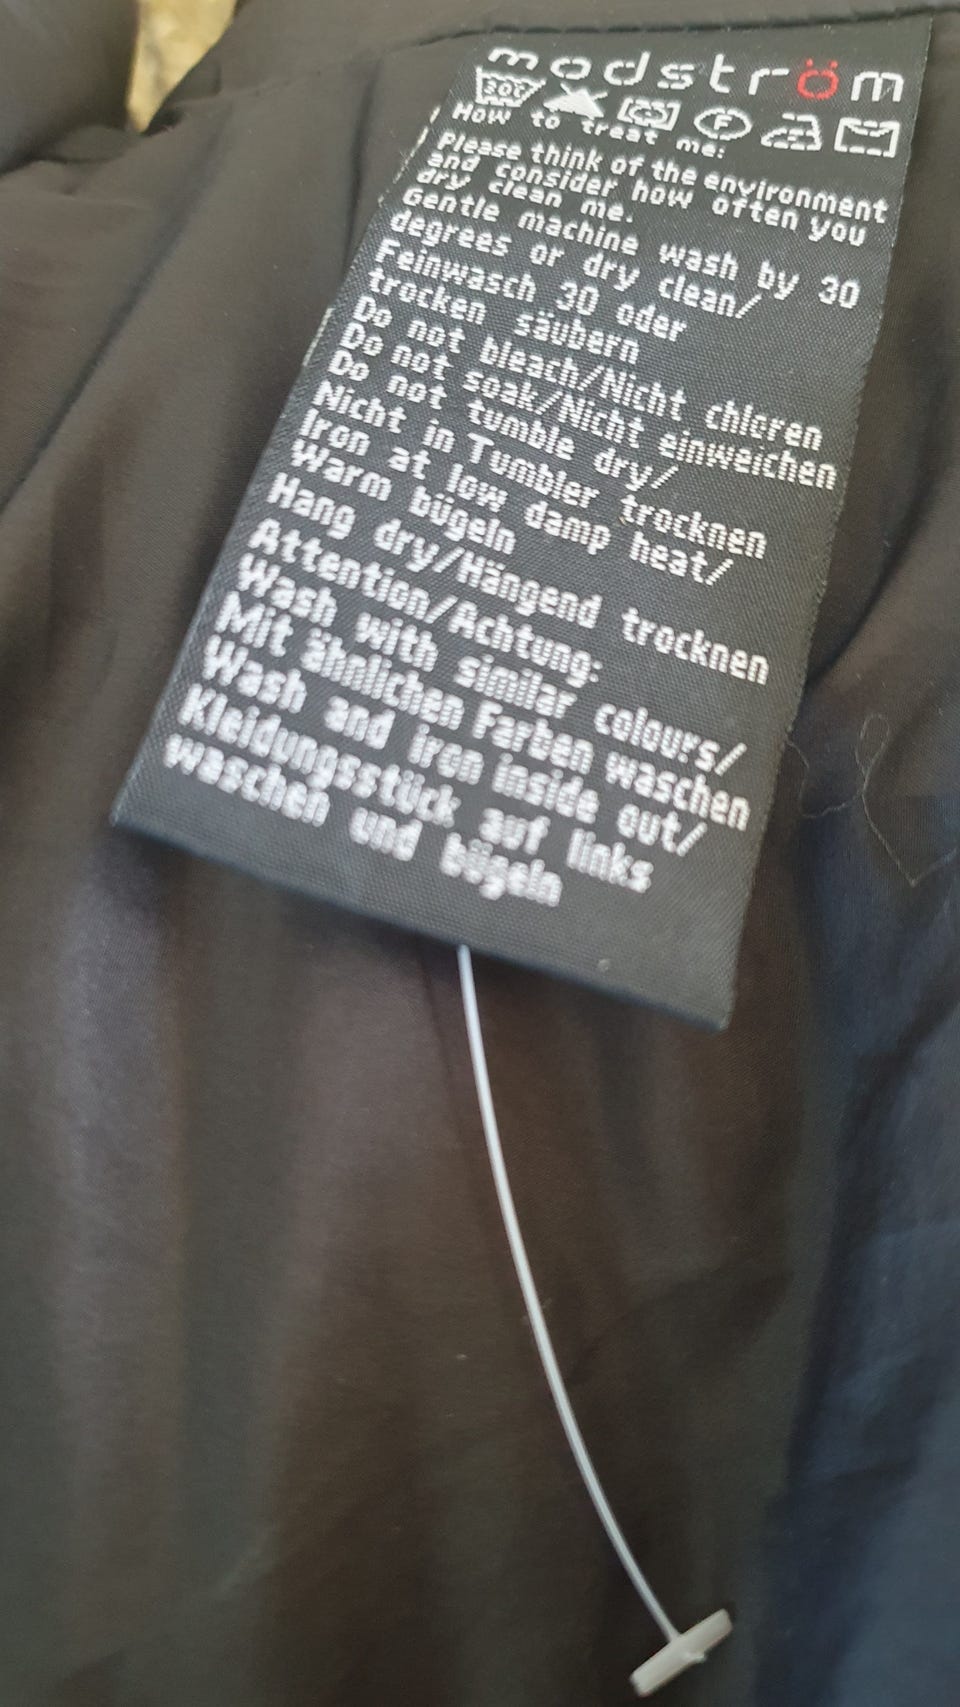 modström
30C
F
How to treat me:
Please think of the environment
and consider how often you
dry clean me.
Gentle machine wash by 30
degrees or dry clean/
Feinwasch 30 oder
trocken säubern
Do not bleach/Nicht chloren
Do not soak/Nicht einweichen
Do not tumble dry/
Nicht in Tumbler trocknen
Iron at low damp heat/
Warm bügeln
Hang dry/Hängend trocknen
Attention/Achtung:
Wash with similar colours/
Mit ähnlichen Farben waschen
Wash and iron inside out/
Kleidungsstück auf links
waschen und bügeln